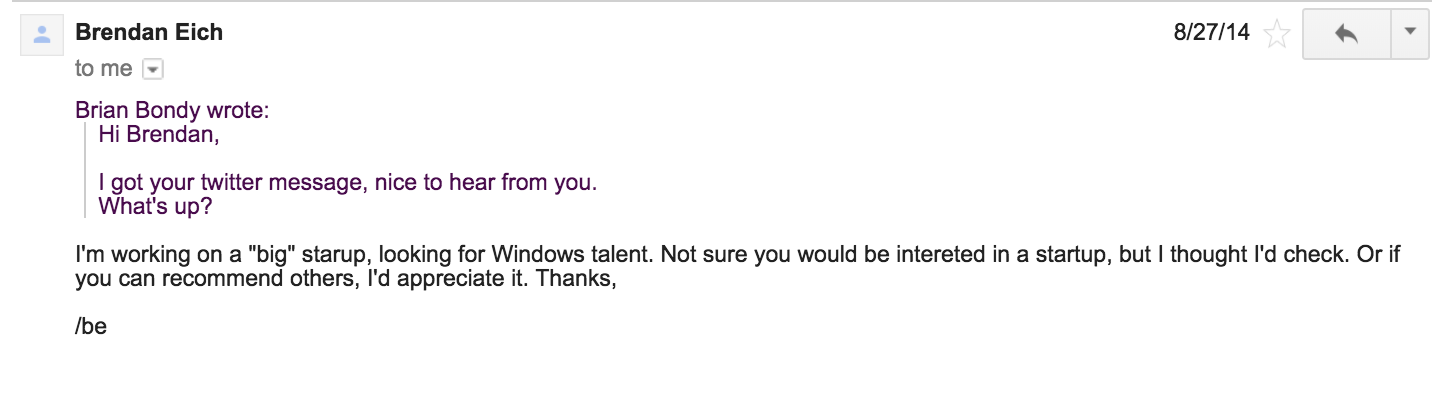 Brendan Eich 8/27/14
to me
Brian Bondy wrote:
Hi Brendan,
I got your twitter message, nice to hear from you.
What's up?
I'm working on a "big" starup, looking for Windows talent. Not sure you would be intereted in a startup, but I thought I'd check. Or if
you can recommend others, I'd appreciate it. Thanks,
/be